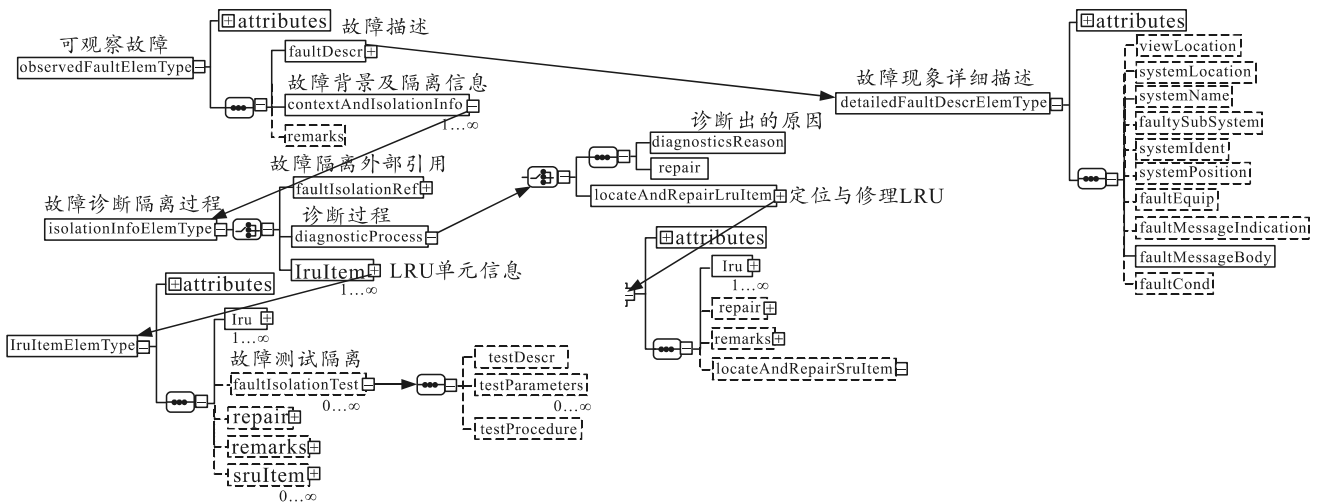 attributes
故障描述
可观察故障
observedFaultElemType
faultDescr
故障背景及隔离信息
contextAndIsolationInfo
1…∞
remarks
故障现象详细描述
detailedFaultDescrElemType
attributes
viewLocation
systemLocation
systemName
faultySubSystem
systemIdent
systemPosition
faultEquip
faultMessageIndication
faultMessageBody
faultCond
诊断出的原因
diagnosticsReason
repair
locateAndRepairLruItem
定位与修理LRU
故障隔离外部引用
faultIsolationRef
故障诊断隔离过程
isolationInfoElemType
诊断过程
diagnosticProcess
IruItem
LRU单元信息
1…∞
attributes
Iru
1…∞
repair
remarks
locateAndRepairSruItem
attributes
IruItemElemType
Iru
1…∞
故障测试隔离
faultIsolationTest
0…∞
repair
remarks
sruItem
0…∞
testDescr
testParameters
0…∞
testProcedure